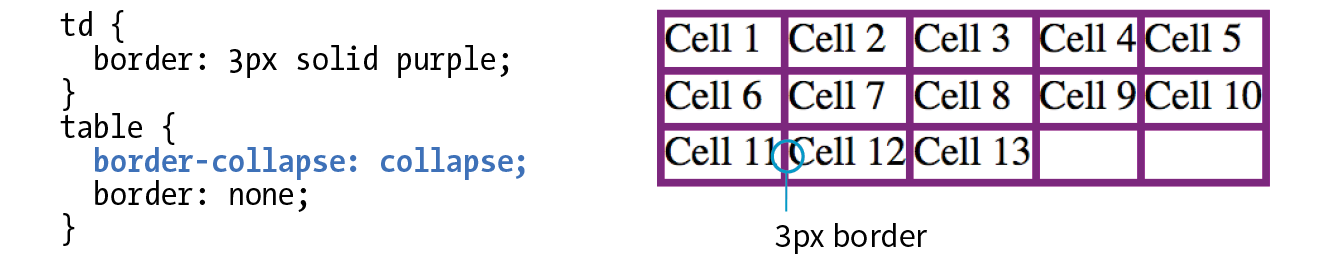 td {
  border: 3px solid purple;
}
table {
  border-collapse: collapse;
  border: none;
}
Cell 1 Cell 2 Cell 3 Cell 4 Cell 5
Cell 6 Cell 7 Cell 8 Cell 9 Cell 10
Cell 11 Cell 12 Cell 13
3px border